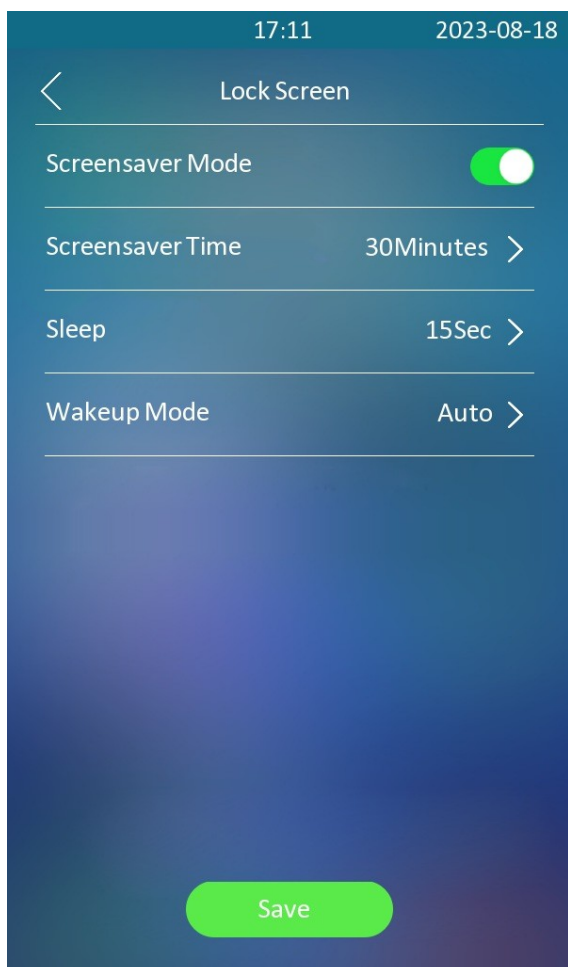 17:11 2023-08-18
Lock Screen
Screensaver Mode
Screensaver Time 30Minutes
Sleep 15Sec
Wakeup Mode Auto
Save